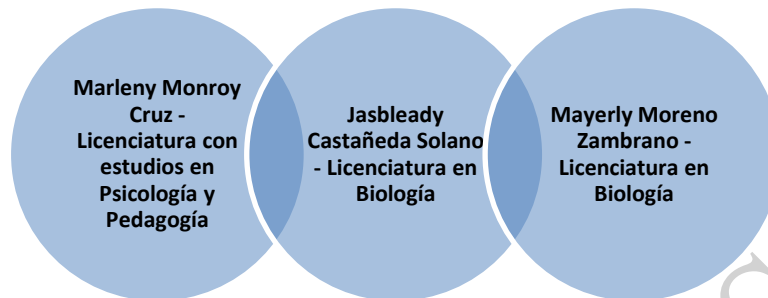 Marleny Monroy
Cruz -
Licenciatura con
estudios en
Psicología y
Pedagogía
Jasbleady
Castañeda Solano
- Licenciatura en
Biología
Mayerly Moreno
Zambrano -
Licenciatura en
Biología